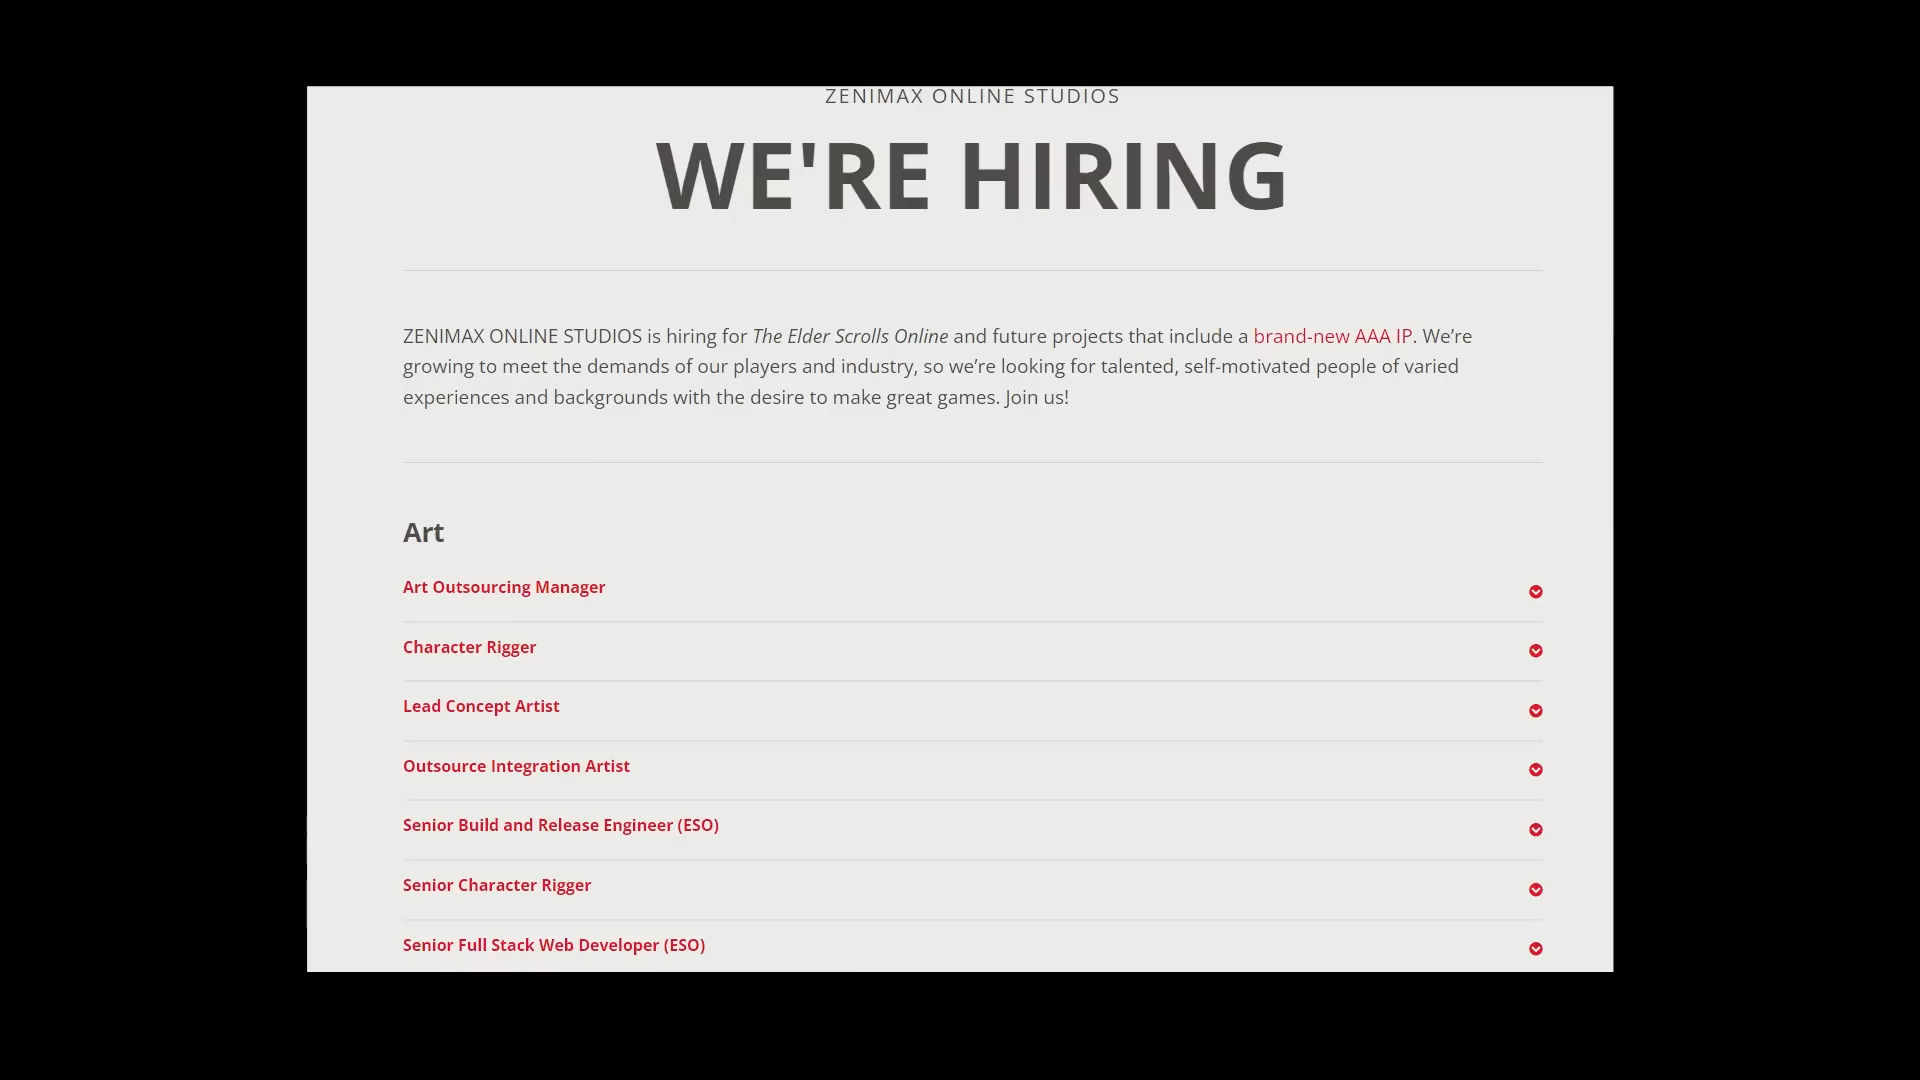 ZENIMAX ONLINE STUDIOS
WE'RE HIRING
ZENIMAX ONLINE STUDIOS is hiring for The Elder Scrolls Online and future projects that include a brand-new AAA IP. We’re
growing to meet the demands of our players and industry, so we’re looking for talented, self-motivated people of varied
experiences and backgrounds with the desire to make great games. Join us!
Art
Art Outsourcing Manager
Character Rigger
Lead Concept Artist
Outsource Integration Artist
Senior Build and Release Engineer (ESO)
Senior Character Rigger
Senior Full Stack Web Developer (ESO)